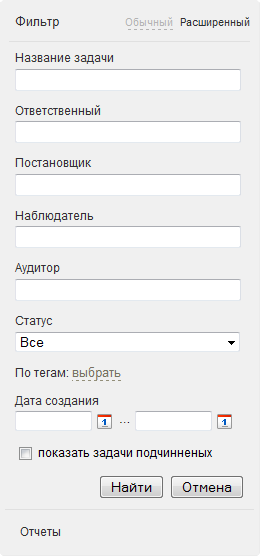 Фильтр Обычный Расширенный
Название задачи
Ответственный
Постановщик
Наблюдатель
Аудитор
Статус
Все
По тегам: выбрать
Дата создания
1 ... 1
показать задачи подчинненых
Найти Отмена
Отчеты